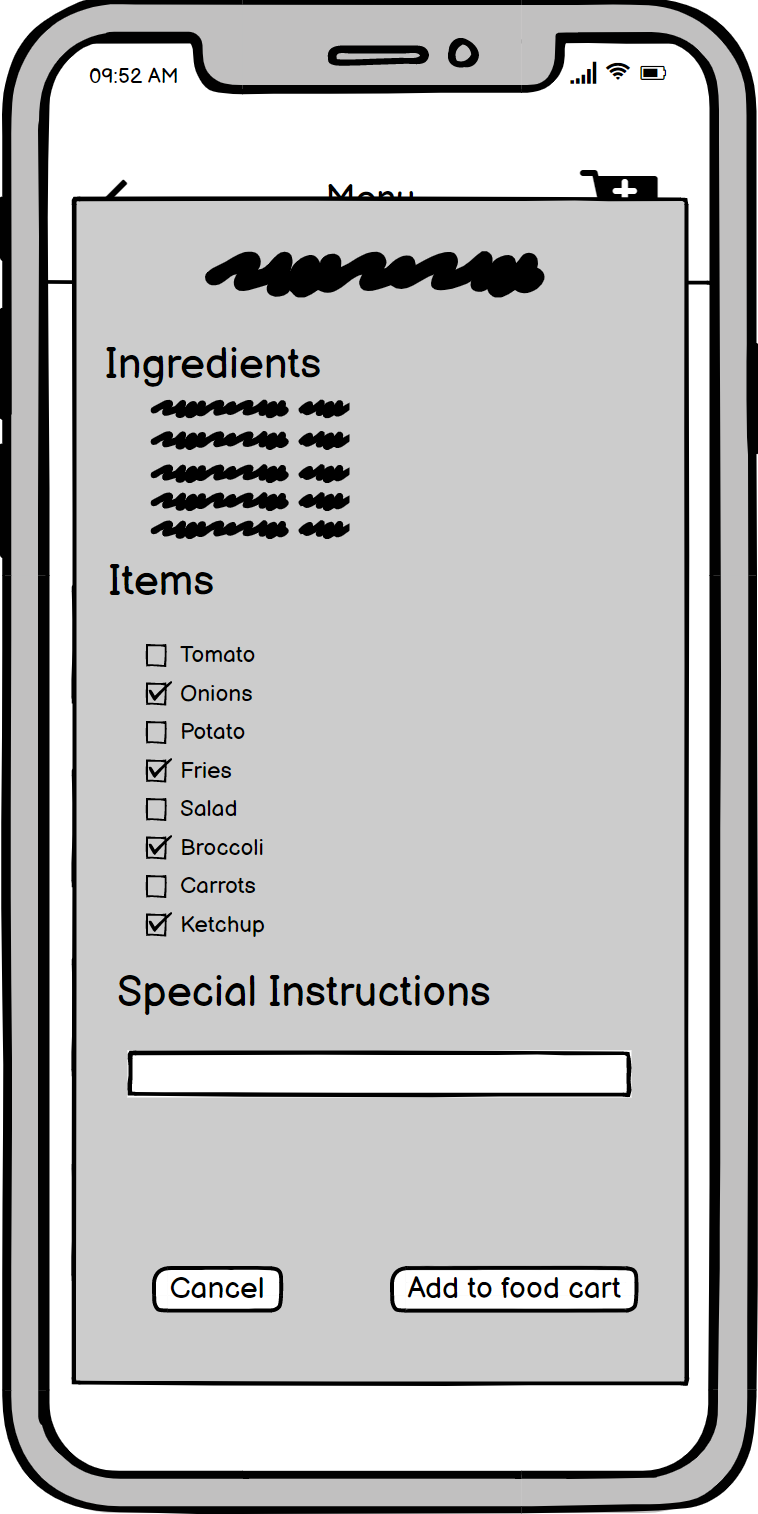 09:52 AM
Menu
Ingredients
Items
Tomato
Onions
Potato
Fries
Salad
Broccoli
Carrots
Ketchup
Special Instructions
Cancel
Add to food cart